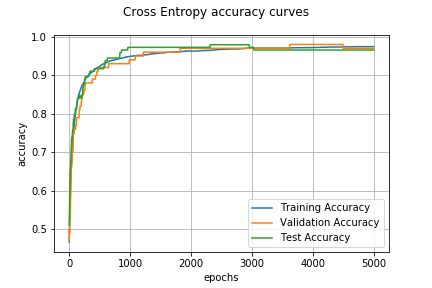 Cross Entropy accuracy curves
1.0
0.9
0.8
0.7
0.6
0.5
accuracy
0
1000
2000
3000
4000
5000
epochs
Training Accuracy
Validation Accuracy
Test Accuracy